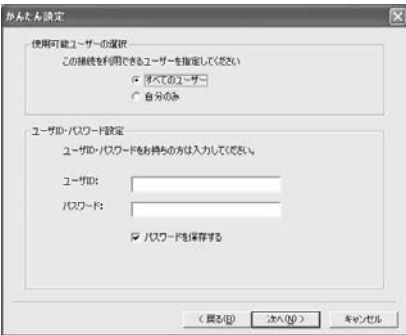 かんたん設定
使用可能ユーザーの選択
この接続を利用できるユーザーを指定してください
すべてのユーザー
自分のみ
ユーザID・パスワード設定
ユーザID・パスワードをお持ちの方は入力してください。
ユーザID:
パスワード:
パスワードを保存する
< 戻る(B) 次へ(N) > キャンセル